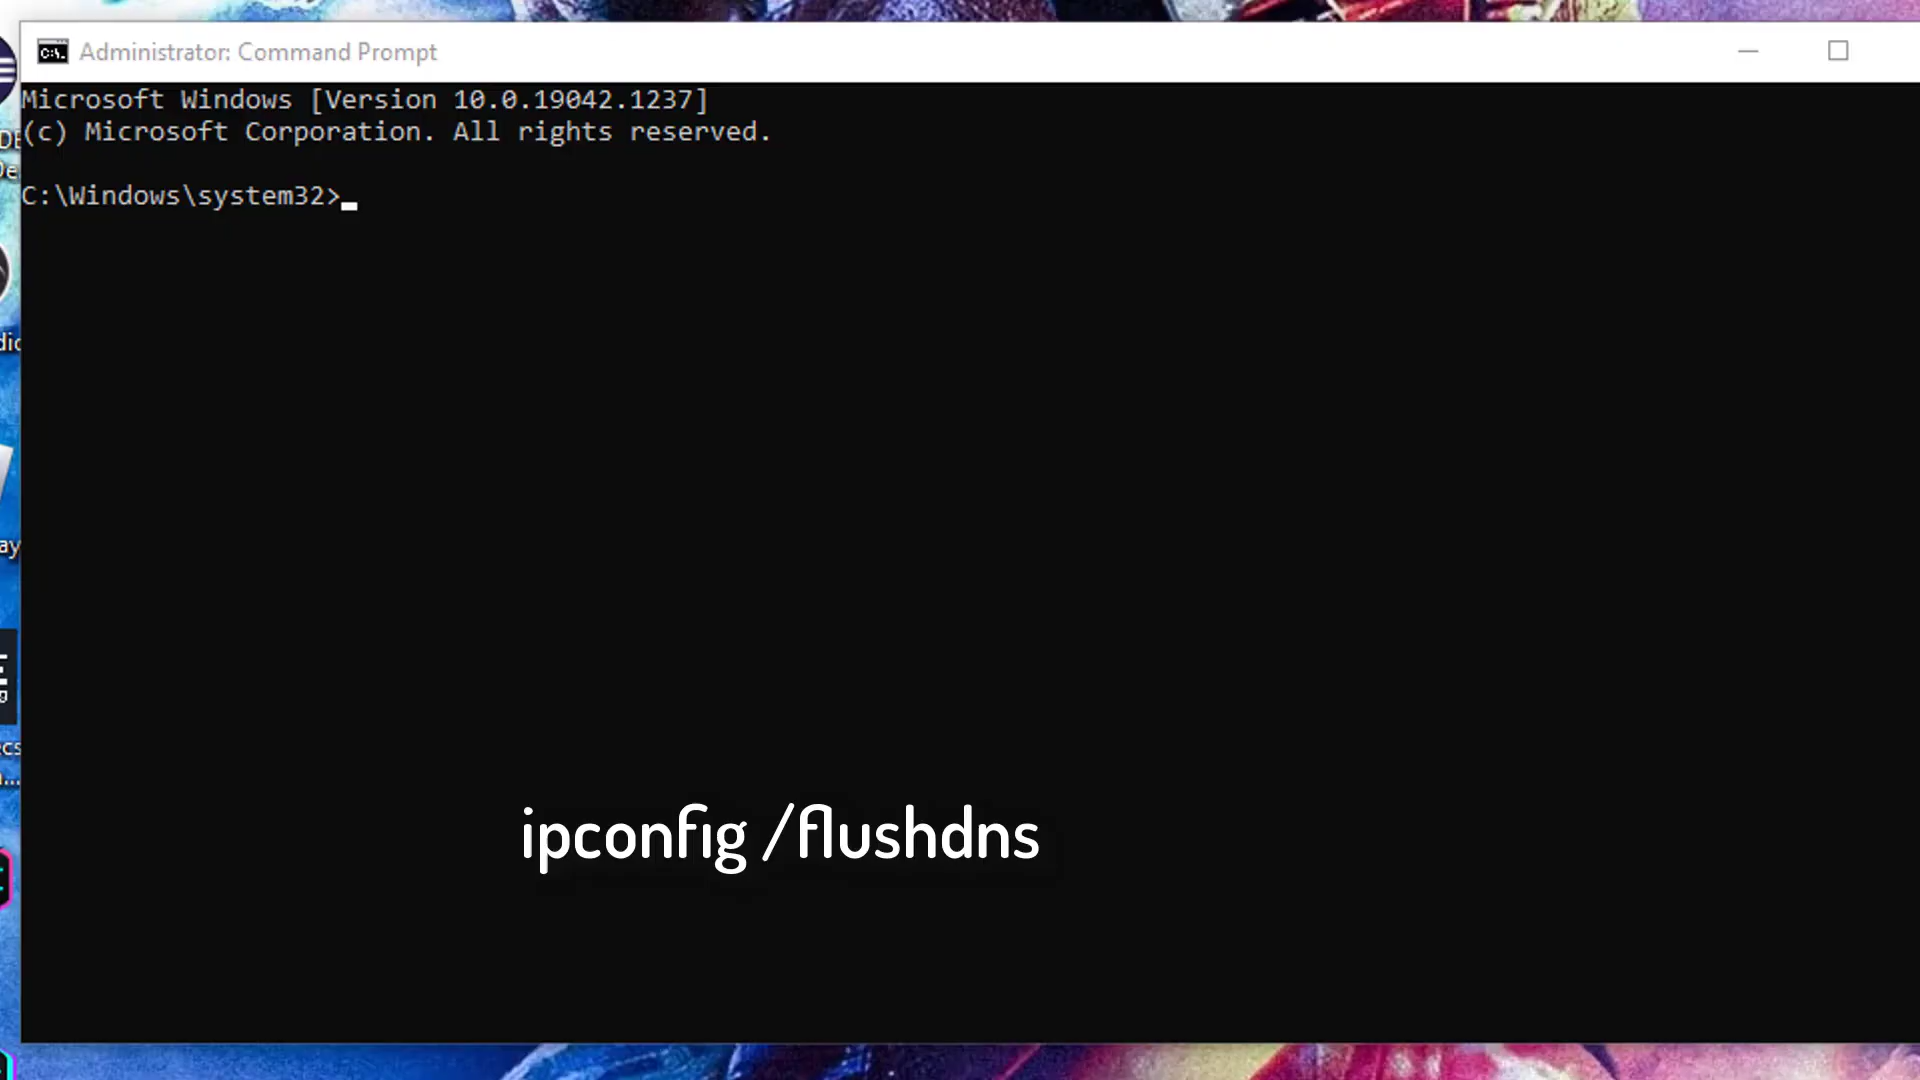 Administrator: Command Prompt
Microsoft Windows [Version 10.0.19042.1237]
(c) Microsoft Corporation. All rights reserved.
C:\Windows\system32>
ipconfig /flushdns